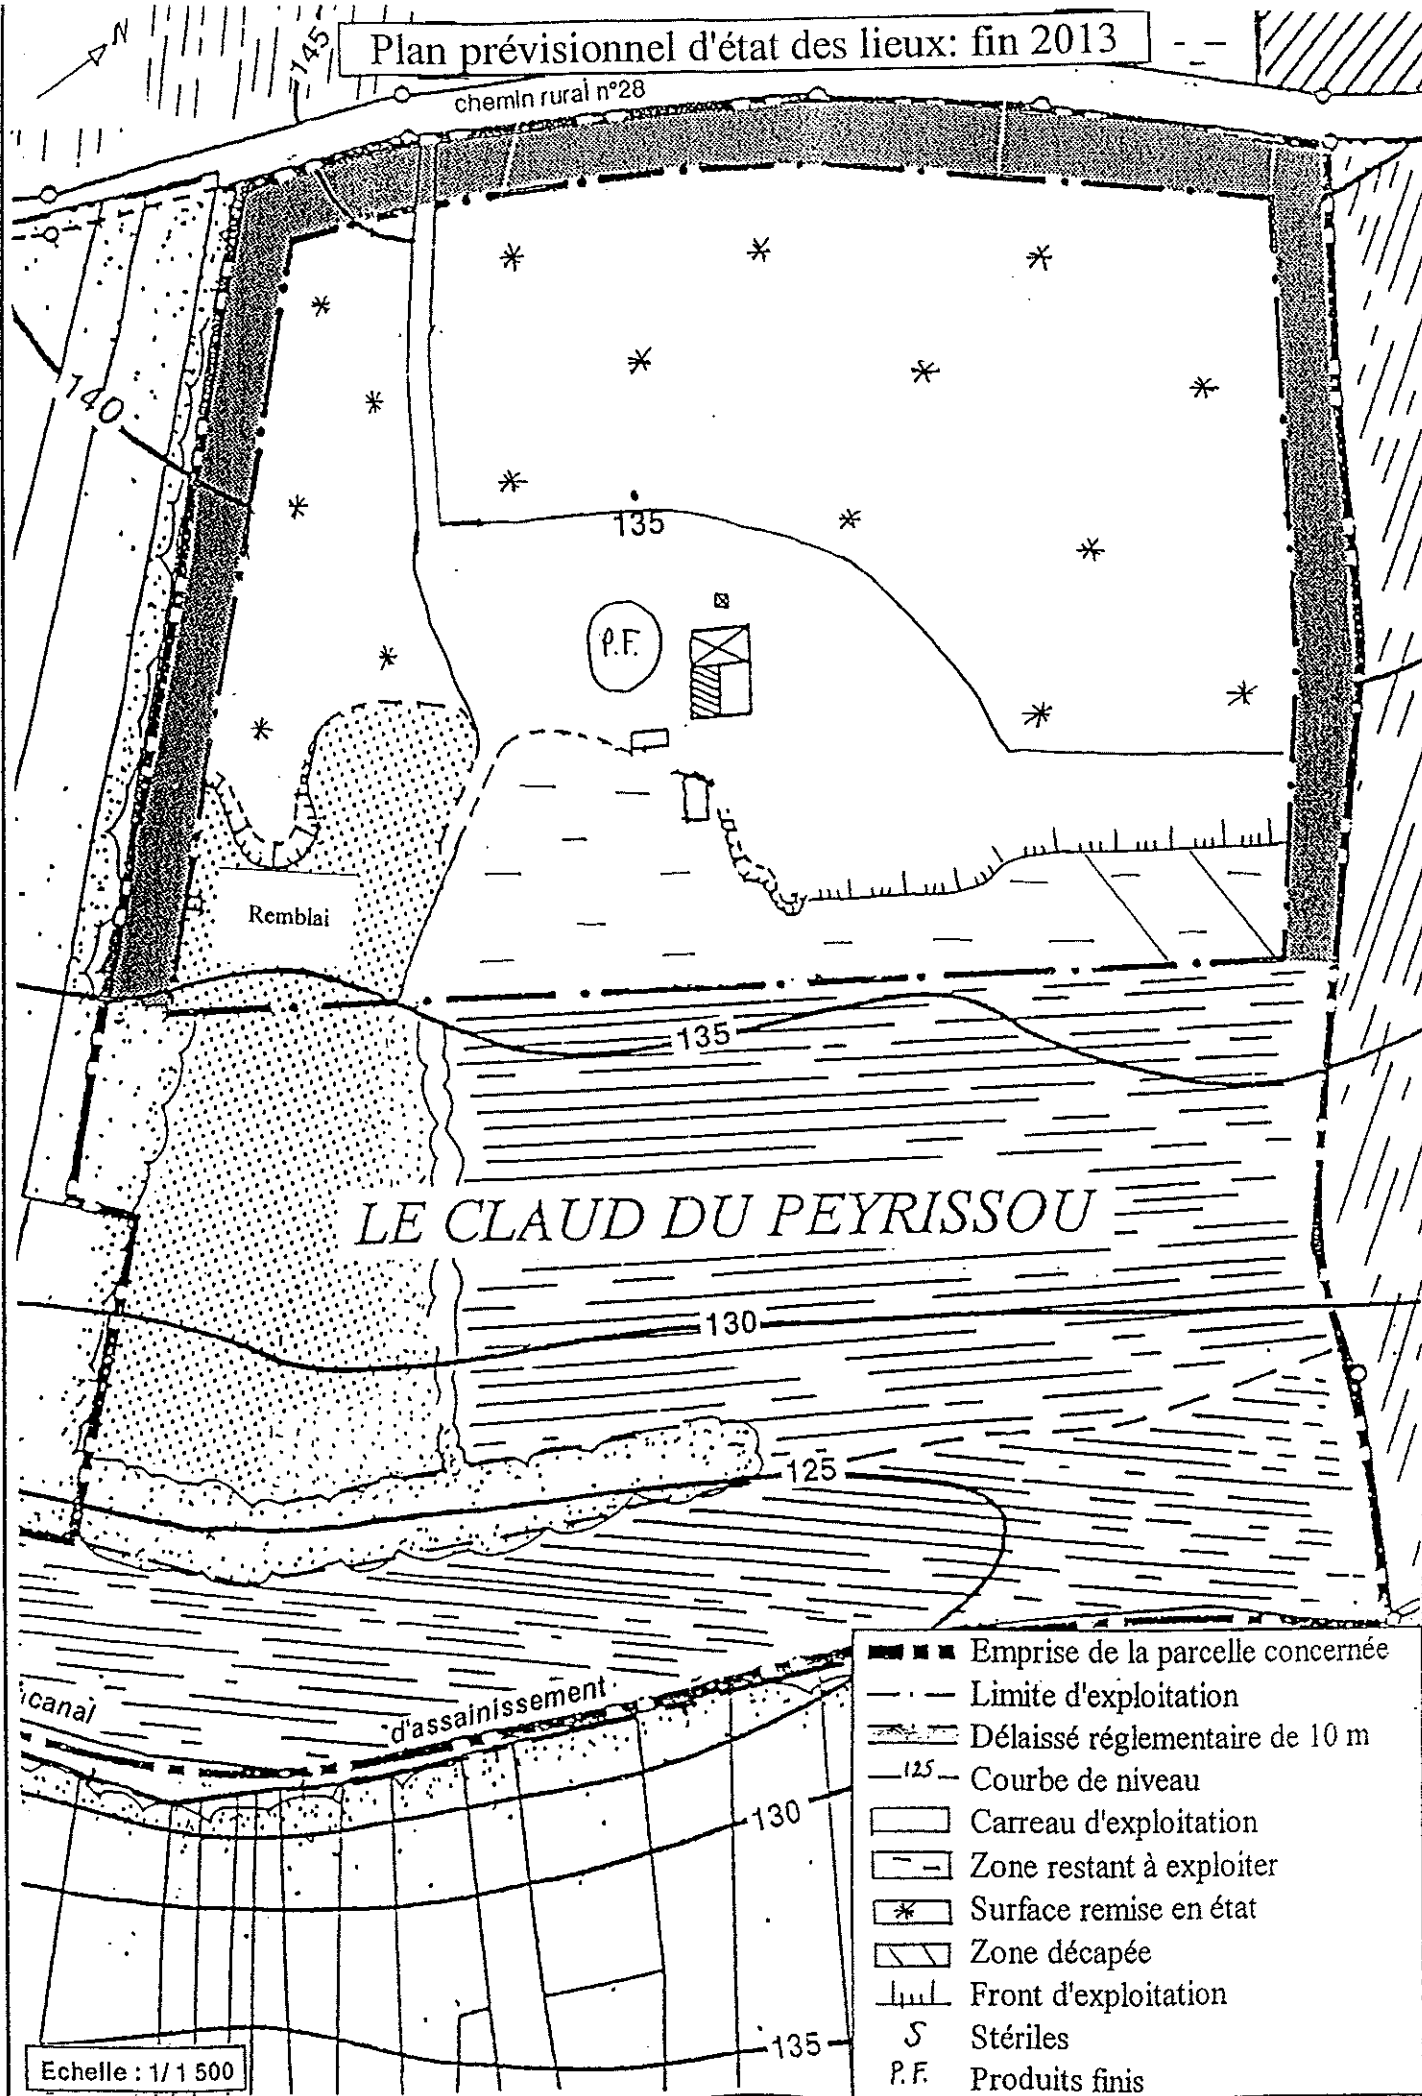 N
145
Plan prévisionnel d'état des lieux: fin 2013
chemin rural n°28
140
135
P.F.
Remblai
135
LE CLAUD DU PEYRISSOU
130
125
canal
d'assainissement
130
135
Emprise de la parcelle concernée
Limite d'exploitation
Délaissé réglementaire de 10 m
125 Courbe de niveau
Carreau d'exploitation
Zone restant à exploiter
Surface remise en état
Zone décapée
Front d'exploitation
S Stériles
P.F. Produits finis
Echelle : 1/ 1 500